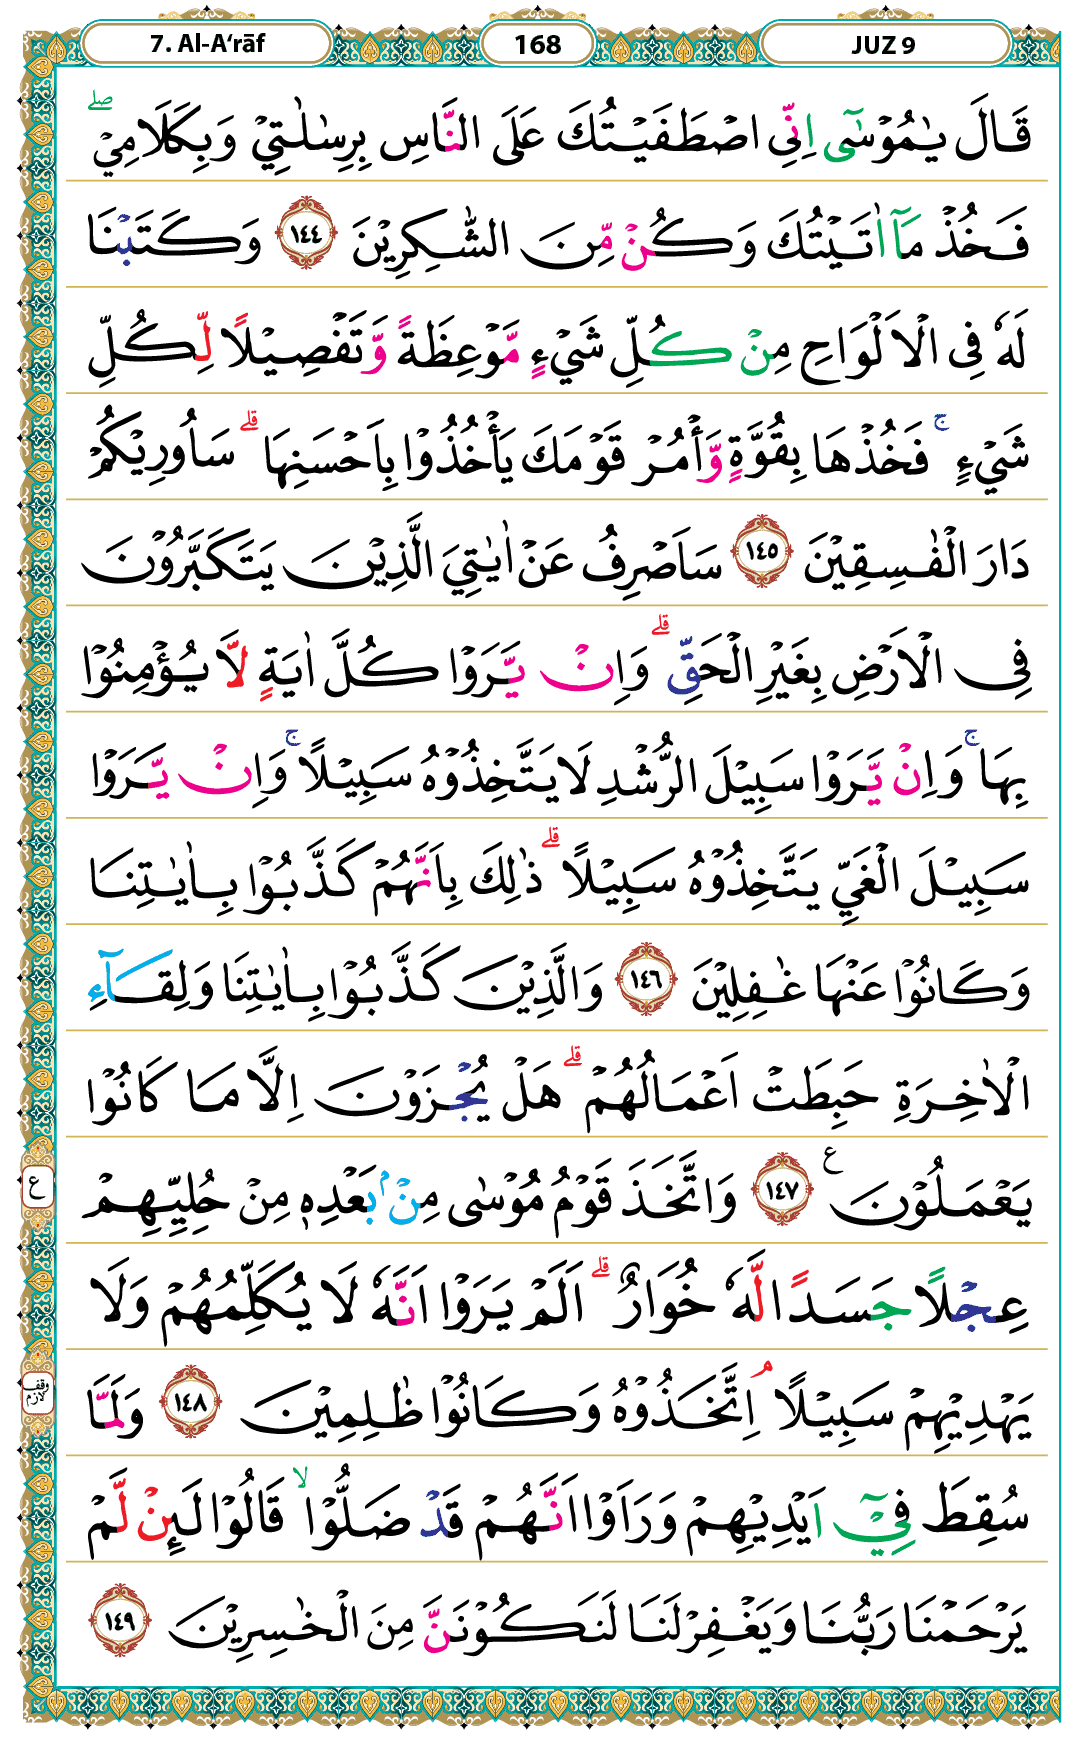 7. Al-A‘rāf
168
JUZ 9
قَالَ يٰمُوْسٰٓى اِنِّى اصْطَفَيْتُكَ عَلَى النَّاسِ بِرِسٰلٰتِيْ وَبِكَلَامِيْ ۖ
فَخُذْ مَآ اٰتَيْتُكَ وَكُنْ مِّنَ الشّٰكِرِيْنَ ١٤٤ وَكَتَبْنَا
لَهٗ فِى الْاَلْوَاحِ مِنْ كُلِّ شَيْءٍ مَّوْعِظَةً وَّتَفْصِيْلًا لِّكُلِّ
شَيْءٍ ۚ فَخُذْهَا بِقُوَّةٍ وَّأْمُرْ قَوْمَكَ يَأْخُذُوْا بِاَحْسَنِهَا ۗ سَاُورِيْكُمْ
دَارَ الْفٰسِقِيْنَ ١٤٥ سَاَصْرِفُ عَنْ اٰيٰتِيَ الَّذِيْنَ يَتَكَبَّرُوْنَ
فِى الْاَرْضِ بِغَيْرِ الْحَقِّ ۗ وَاِنْ يَّرَوْا كُلَّ اٰيَةٍ لَّا يُؤْمِنُوْا
بِهَا ۚ وَاِنْ يَّرَوْا سَبِيْلَ الرُّشْدِ لَا يَتَّخِذُوْهُ سَبِيْلًا ۚ وَاِنْ يَّرَوْا
سَبِيْلَ الْغَيِّ يَتَّخِذُوْهُ سَبِيْلًا ۗ ذٰلِكَ بِاَنَّهُمْ كَذَّبُوْا بِاٰيٰتِنَا
وَكَانُوْا عَنْهَا غٰفِلِيْنَ ١٤٦ وَالَّذِيْنَ كَذَّبُوْا بِاٰيٰتِنَا وَلِقَآءِ
الْاٰخِرَةِ حَبِطَتْ اَعْمَالُهُمْ ۗ هَلْ يُجْزَوْنَ اِلَّا مَا كَانُوْا
ع
يَعْمَلُوْنَ ع ١٤٧ وَاتَّخَذَ قَوْمُ مُوْسٰى مِنْۢ بَعْدِهٖ مِنْ حُلِيِّهِمْ
عِجْلًا جَسَدًا لَّهٗ خُوَارٌ ۗ اَلَمْ يَرَوْا اَنَّهٗ لَا يُكَلِّمُهُمْ وَلَا
وقف لازم
يَهْدِيْهِمْ سَبِيْلًا ۘ اِتَّخَذُوْهُ وَكَانُوْا ظٰلِمِيْنَ ١٤٨ وَلَمَّا
سُقِطَ فِيْٓ اَيْدِيْهِمْ وَرَاَوْا اَنَّهُمْ قَدْ ضَلُّوْا ۙ قَالُوْا لَىِٕنْ لَّمْ
يَرْحَمْنَا رَبُّنَا وَيَغْفِرْ لَنَا لَنَكُوْنَنَّ مِنَ الْخٰسِرِيْنَ ١٤٩